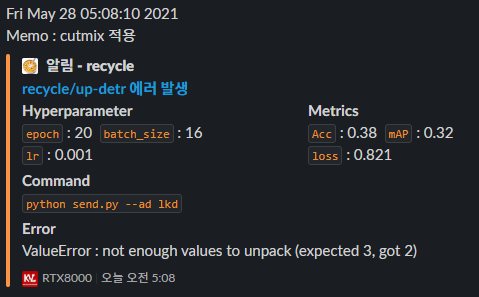 Fri May 28 05:08:10 2021
Memo : cutmix 적용
알림 - recycle
recycle/up-detr 에러 발생
Hyperparameter
epoch : 20 batch_size : 16
lr : 0.001
Metrics
Acc : 0.38 mAP : 0.32
loss : 0.821
Command
python send.py --ad lkd
Error
ValueError : not enough values to unpack (expected 3, got 2)
RTX8000 | 오늘 오전 5:08